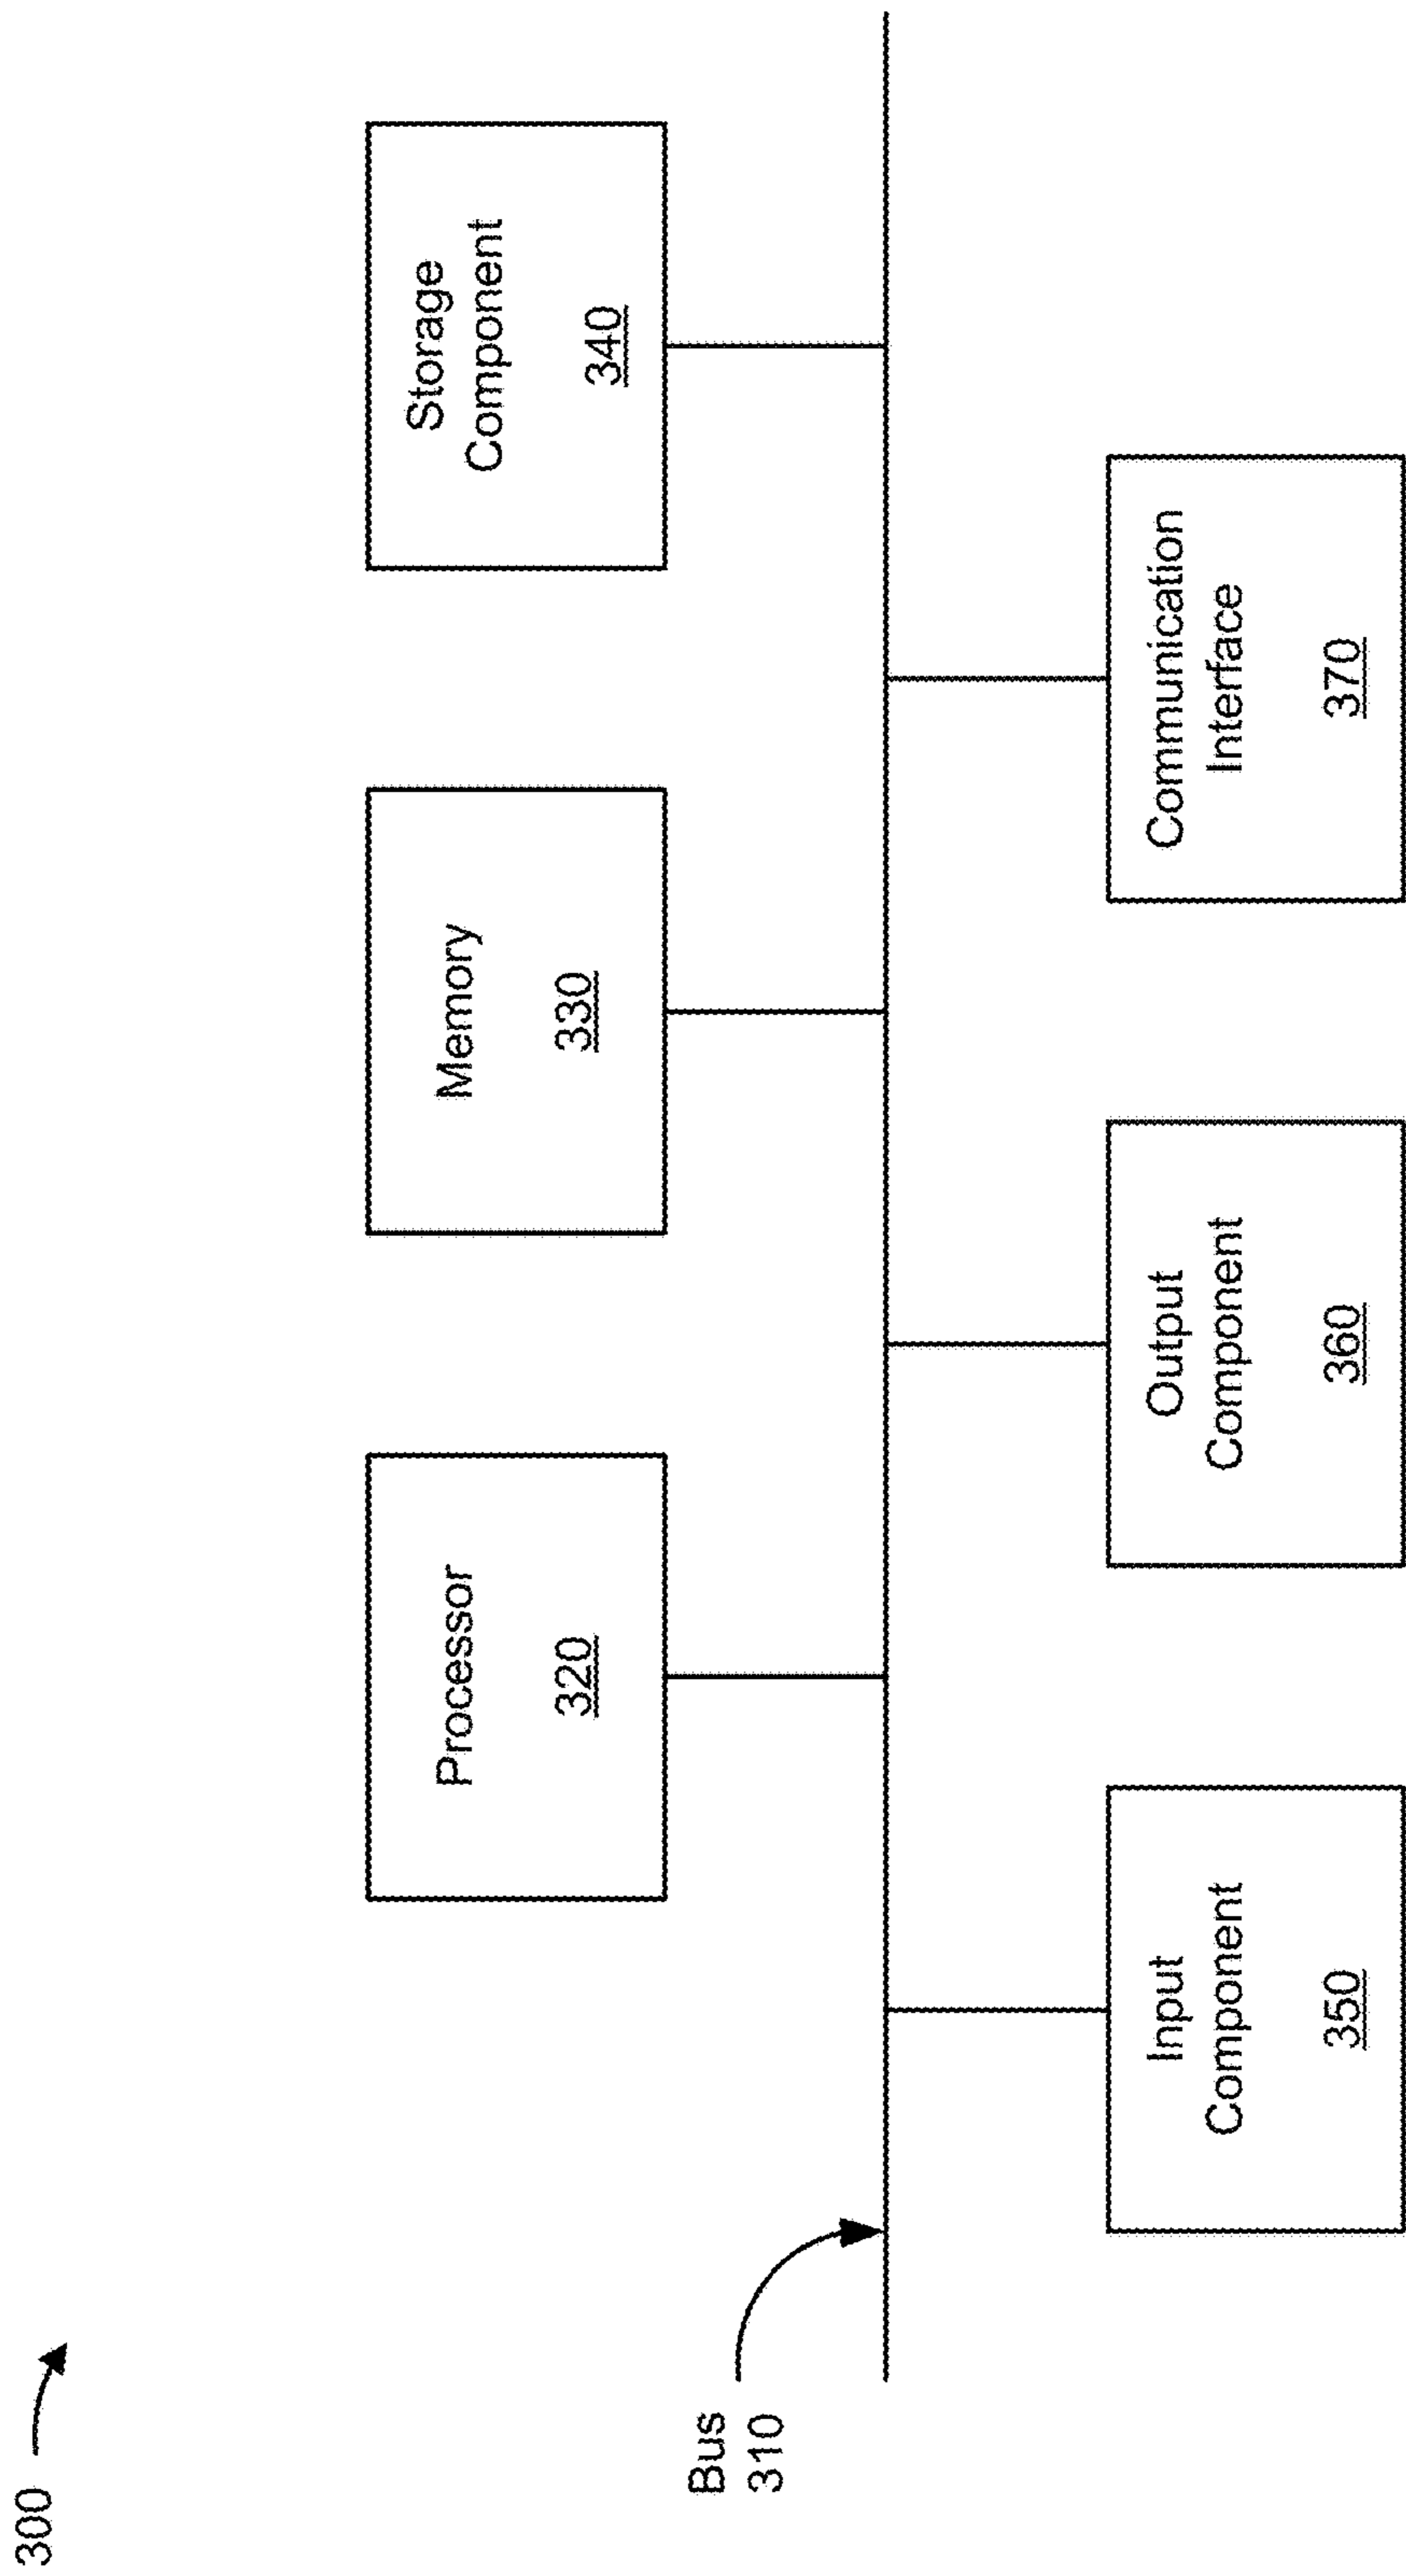 300
Bus
310
Processor
320
Memory
330
Storage
Component
340
Input
Component
350
Output
Component
360
Communication
Interface
370